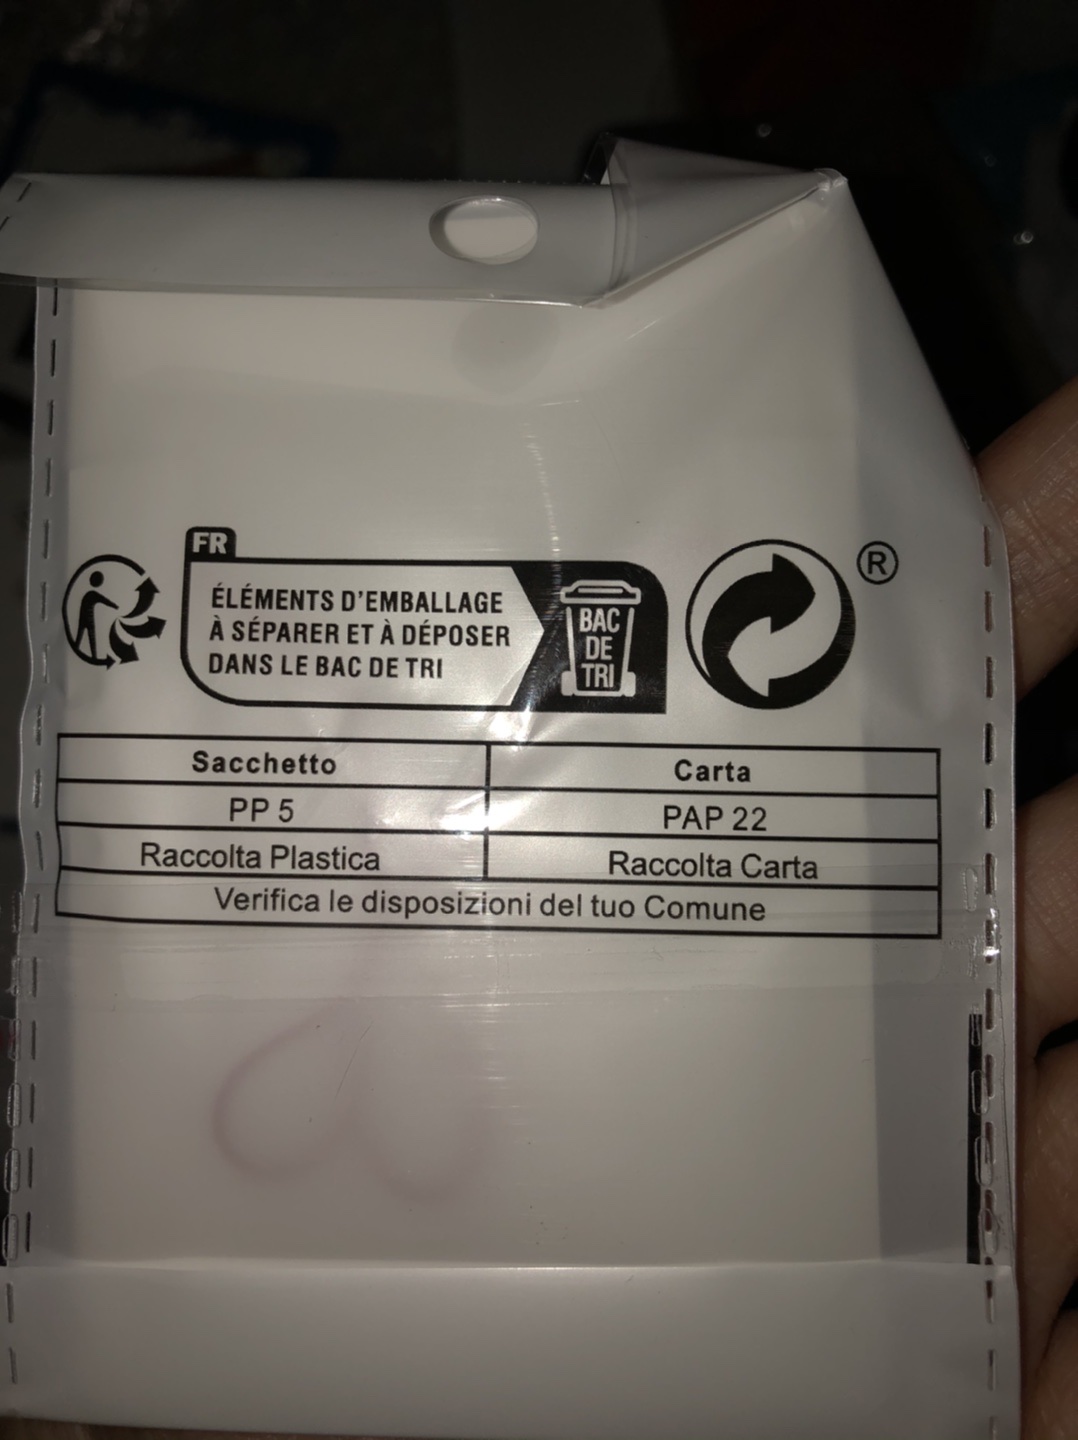 FR
ÉLÉMENTS D'EMBALLAGE
À SÉPARER ET À DÉPOSER
DANS LE BAC DE TRI
BAC
DE
TRI
®
Sacchetto Carta
PP 5 PAP 22
Raccolta Plastica Raccolta Carta
Verifica le disposizioni del tuo Comune